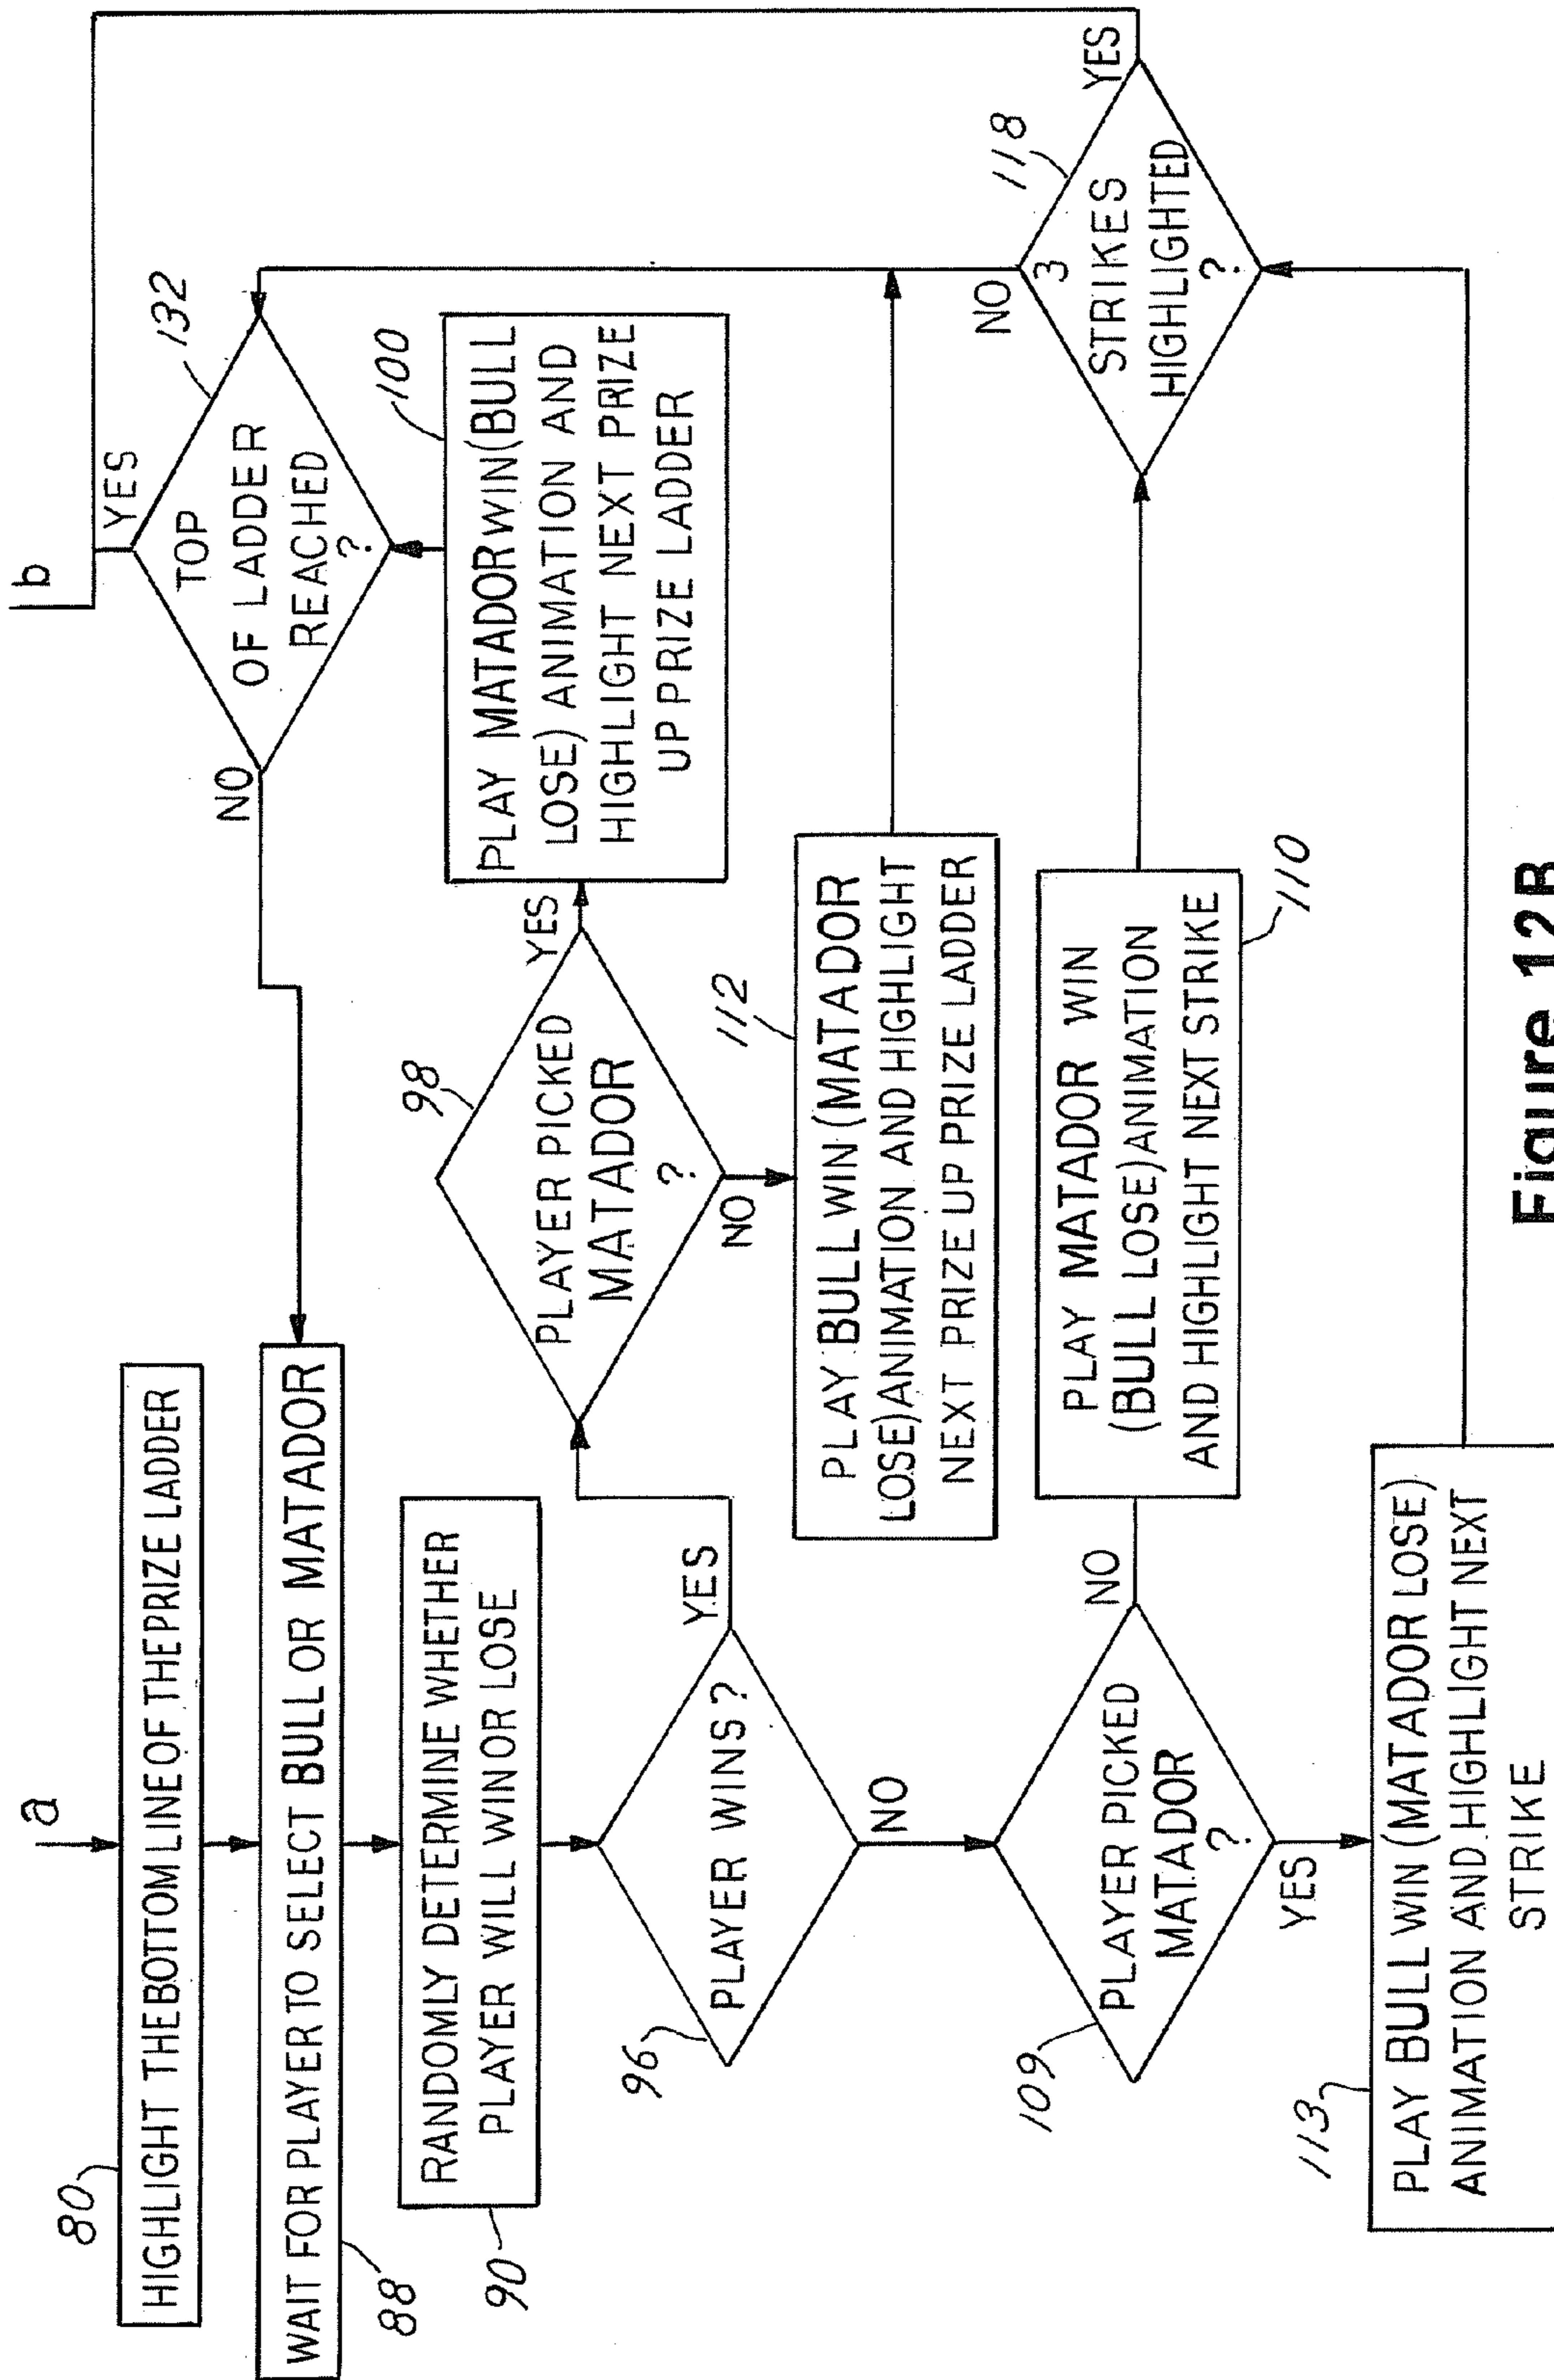 a
80
HIGHLIGHT THE BOTTOM LINE OF THE PRIZE LADDER
WAIT FOR PLAYER TO SELECT BULL OR MATADOR
88
RANDOMLY DETERMINE WHETHER
PLAYER WILL WIN OR LOSE
90
PLAYER WINS?
96
YES
NO
PLAYER PICKED
MATADOR
?
98
YES
NO
PLAY MATADOR WIN (BULL
LOSE) ANIMATION AND
HIGHLIGHT NEXT PRIZE
UP PRIZE LADDER
100
TOP
OF LADDER
REACHED
?
132
YES
NO
b
PLAY BULL WIN (MATADOR
LOSE) ANIMATION AND HIGHLIGHT
NEXT PRIZE UP PRIZE LADDER
112
PLAYER PICKED
MATADOR
?
109
NO
YES
PLAY MATADOR WIN
(BULL LOSE) ANIMATION
AND HIGHLIGHT NEXT STRIKE
110
3
STRIKES
HIGHLIGHTED
?
118
NO
YES
113
PLAY BULL WIN (MATADOR LOSE)
ANIMATION AND HIGHLIGHT NEXT
STRIKE
Figure 12B